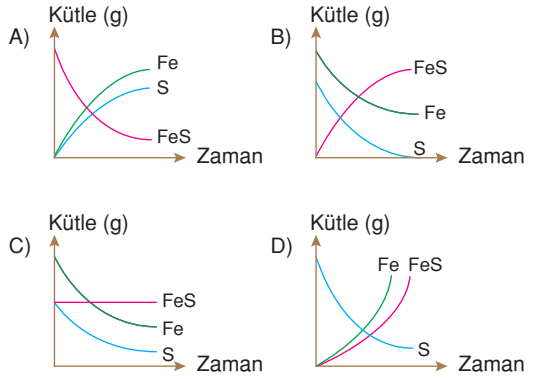 A)
Kütle (g)
Fe
S
FeS
Zaman
B)
Kütle (g)
FeS
Fe
S
Zaman
C)
Kütle (g)
FeS
Fe
S
Zaman
D)
Kütle (g)
Fe FeS
S
Zaman